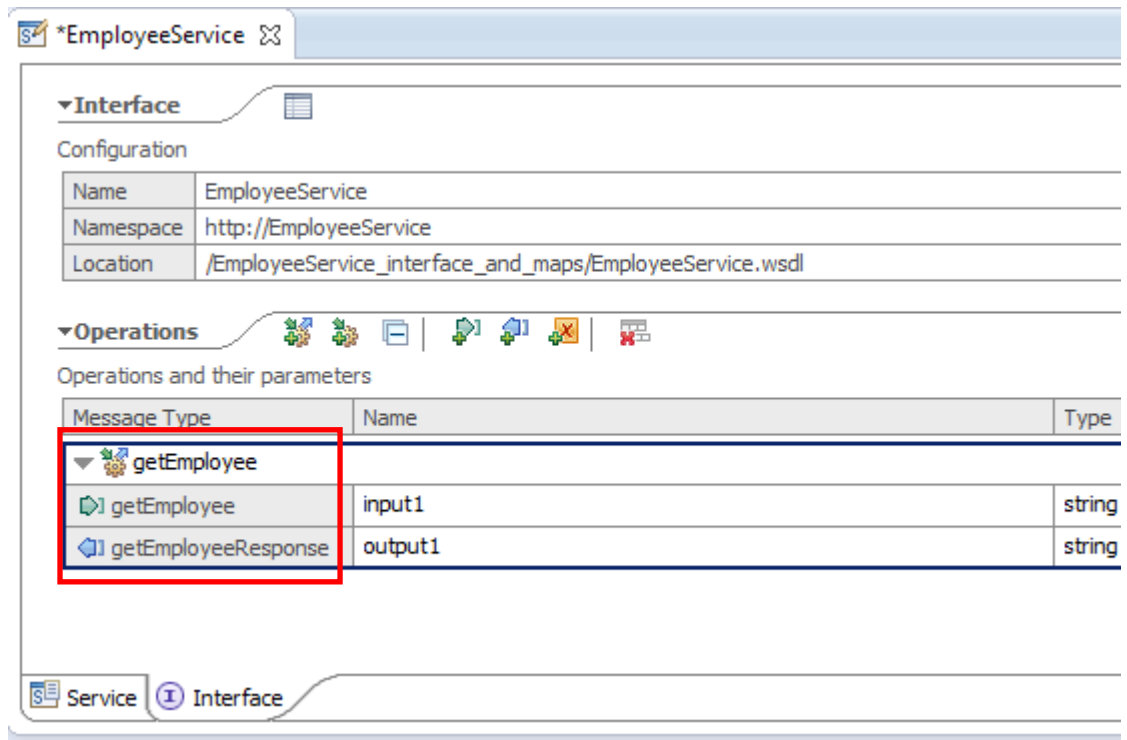 *EmployeeService
Interface
Configuration
Name EmployeeService
Namespace http://EmployeeService
Location /EmployeeService_interface_and_maps/EmployeeService.wsdl
Operations
Operations and their parameters
Message Type Name Type
getEmployee
getEmployee input1 string
getEmployeeResponse output1 string
Service Interface